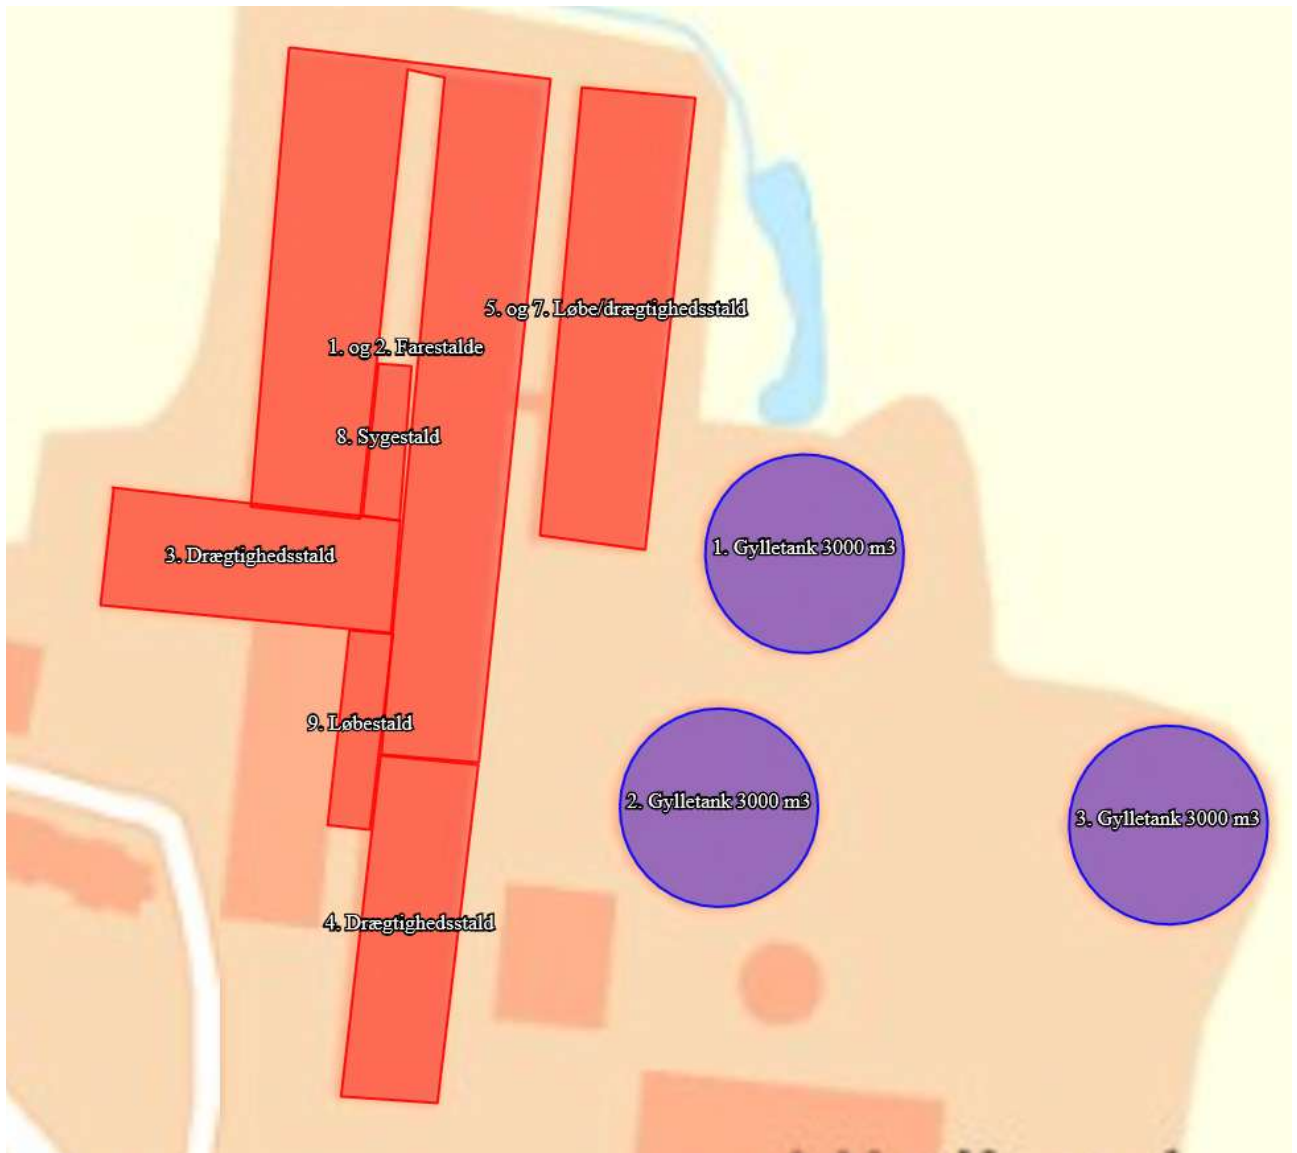 5. og 7. Løbe/drægtighedsstald
1. og 2. Farestalde
8. Sygestald
3. Drægtighedsstald
1. Gylletank 3000 m3
9. Løbestald
2. Gylletank 3000 m3
3. Gylletank 3000 m3
4. Drægtighedsstald